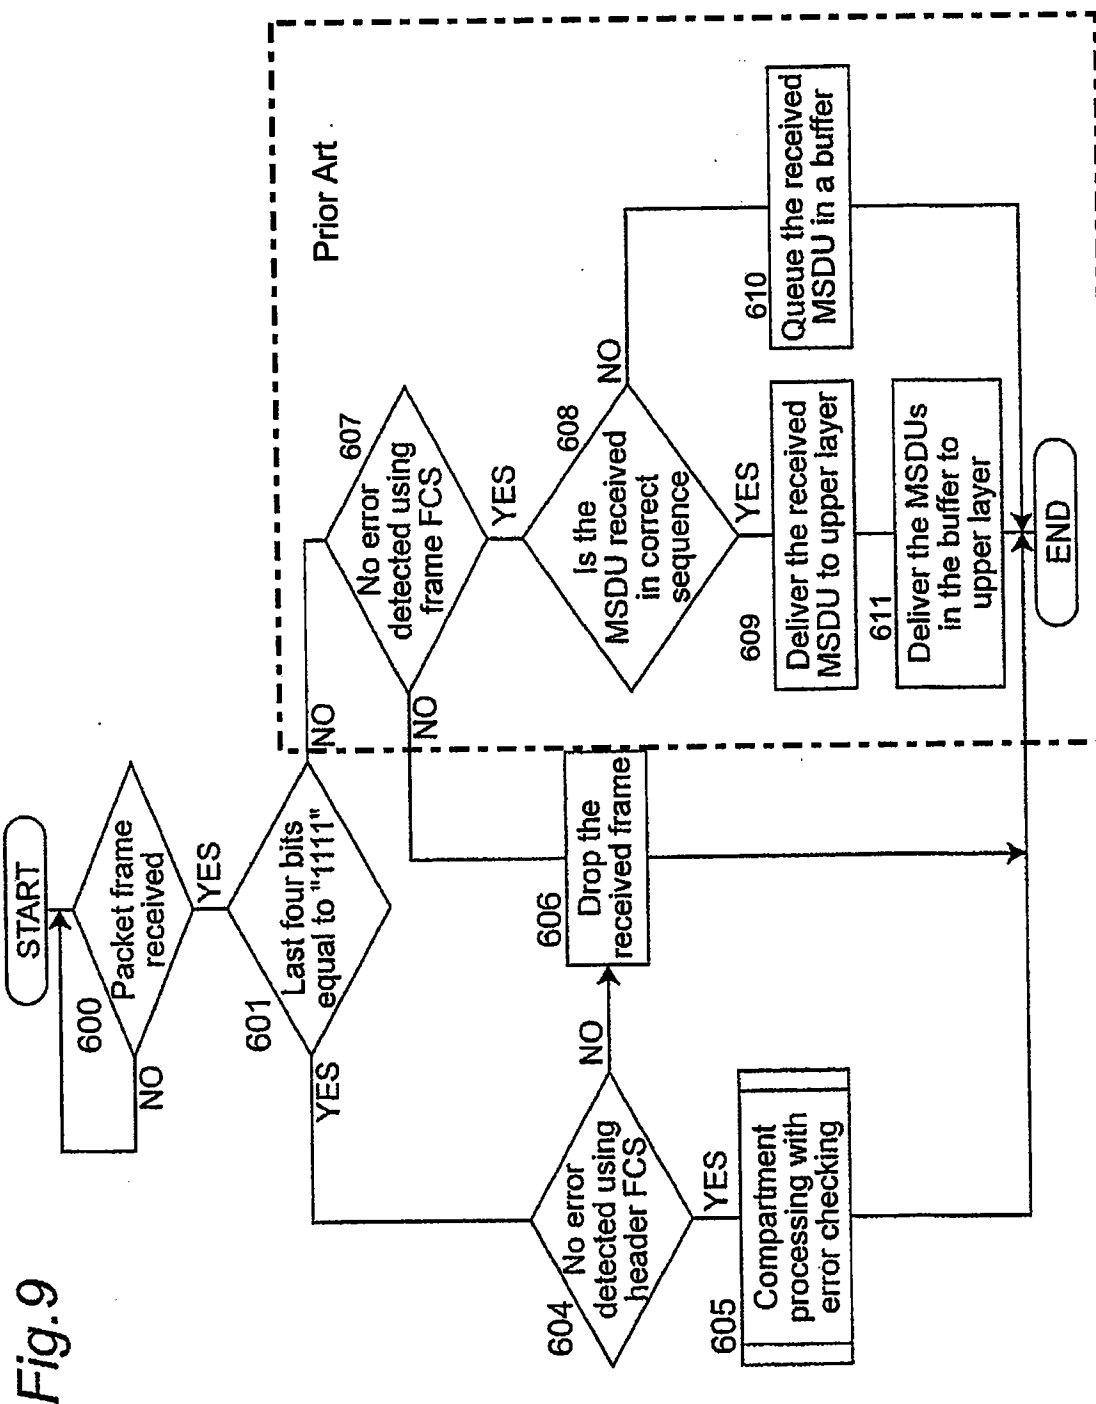 Fig.9
START
600
Packet frame
received
NO
YES
601
Last four bits
equal to "1111"
YES
NO
Prior Art
604
No error
detected using
header FCS
NO
YES
605
Compartment
processing with
error checking
606
Drop the
received frame
607
No error
detected using
frame FCS
NO
YES
608
Is the
MSDU received
in correct
sequence
NO
YES
609
Deliver the received
MSDU to upper layer
610
Queue the received
MSDU in a buffer
611
Deliver the MSDUs
in the buffer to
upper layer
END